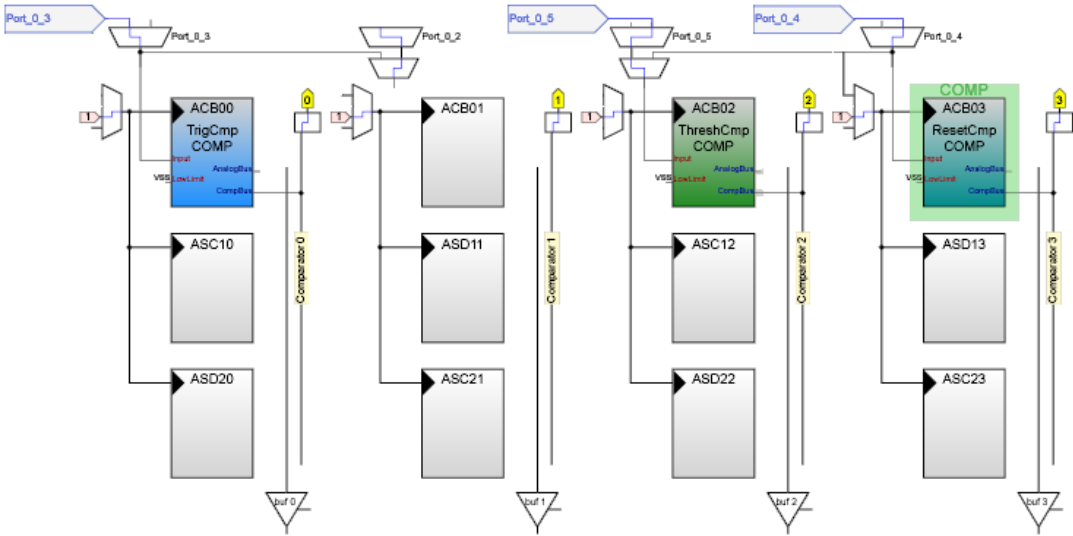 Port_0_3
Port_0_5
Port_0_4
Port_0_3
Port_0_2
Port_0_5
Port_0_4
COMP
0
1
2
3
1
1
1
1
ACB00
TrigCmp
COMP
Input
AnalogBus
VSS
LowLimit
CompBus
ACB01
ACB02
ThreshCmp
COMP
Input
AnalogBus
VSS
LowLimit
CompBus
ACB03
ResetCmp
COMP
Input
AnalogBus
VSS
LowLimit
CompBus
Comparator 0
Comparator 1
Comparator 2
Comparator 3
ASC10
ASD11
ASC12
ASD13
ASD20
ASC21
ASD22
ASC23
buf 0
buf 1
buf 2
buf 3